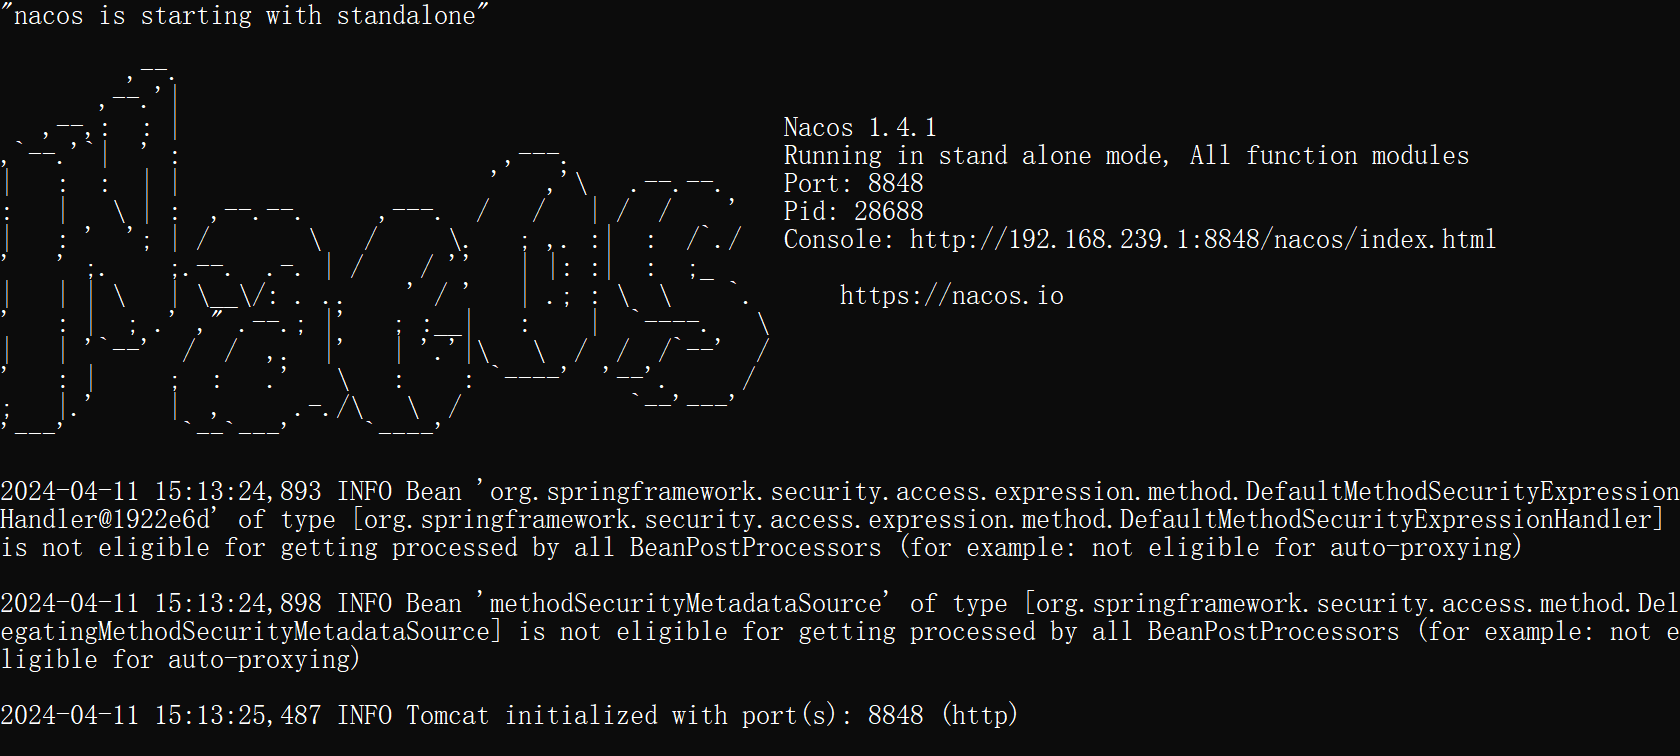 "nacos is starting with standalone"
Nacos 1.4.1
Running in stand alone mode, All function modules
Port: 8848
Pid: 28688
Console: http://192.168.239.1:8848/nacos/index.html
https://nacos.io
2024-04-11 15:13:24,893 INFO Bean 'org.springframework.security.access.expression.method.DefaultMethodSecurityExpression
Handler@1922e6d' of type [org.springframework.security.access.expression.method.DefaultMethodSecurityExpressionHandler]
is not eligible for getting processed by all BeanPostProcessors (for example: not eligible for auto-proxying)
2024-04-11 15:13:24,898 INFO Bean 'methodSecurityMetadataSource' of type [org.springframework.security.access.method.Del
egatingMethodSecurityMetadataSource] is not eligible for getting processed by all BeanPostProcessors (for example: not e
ligible for auto-proxying)
2024-04-11 15:13:25,487 INFO Tomcat initialized with port(s): 8848 (http)